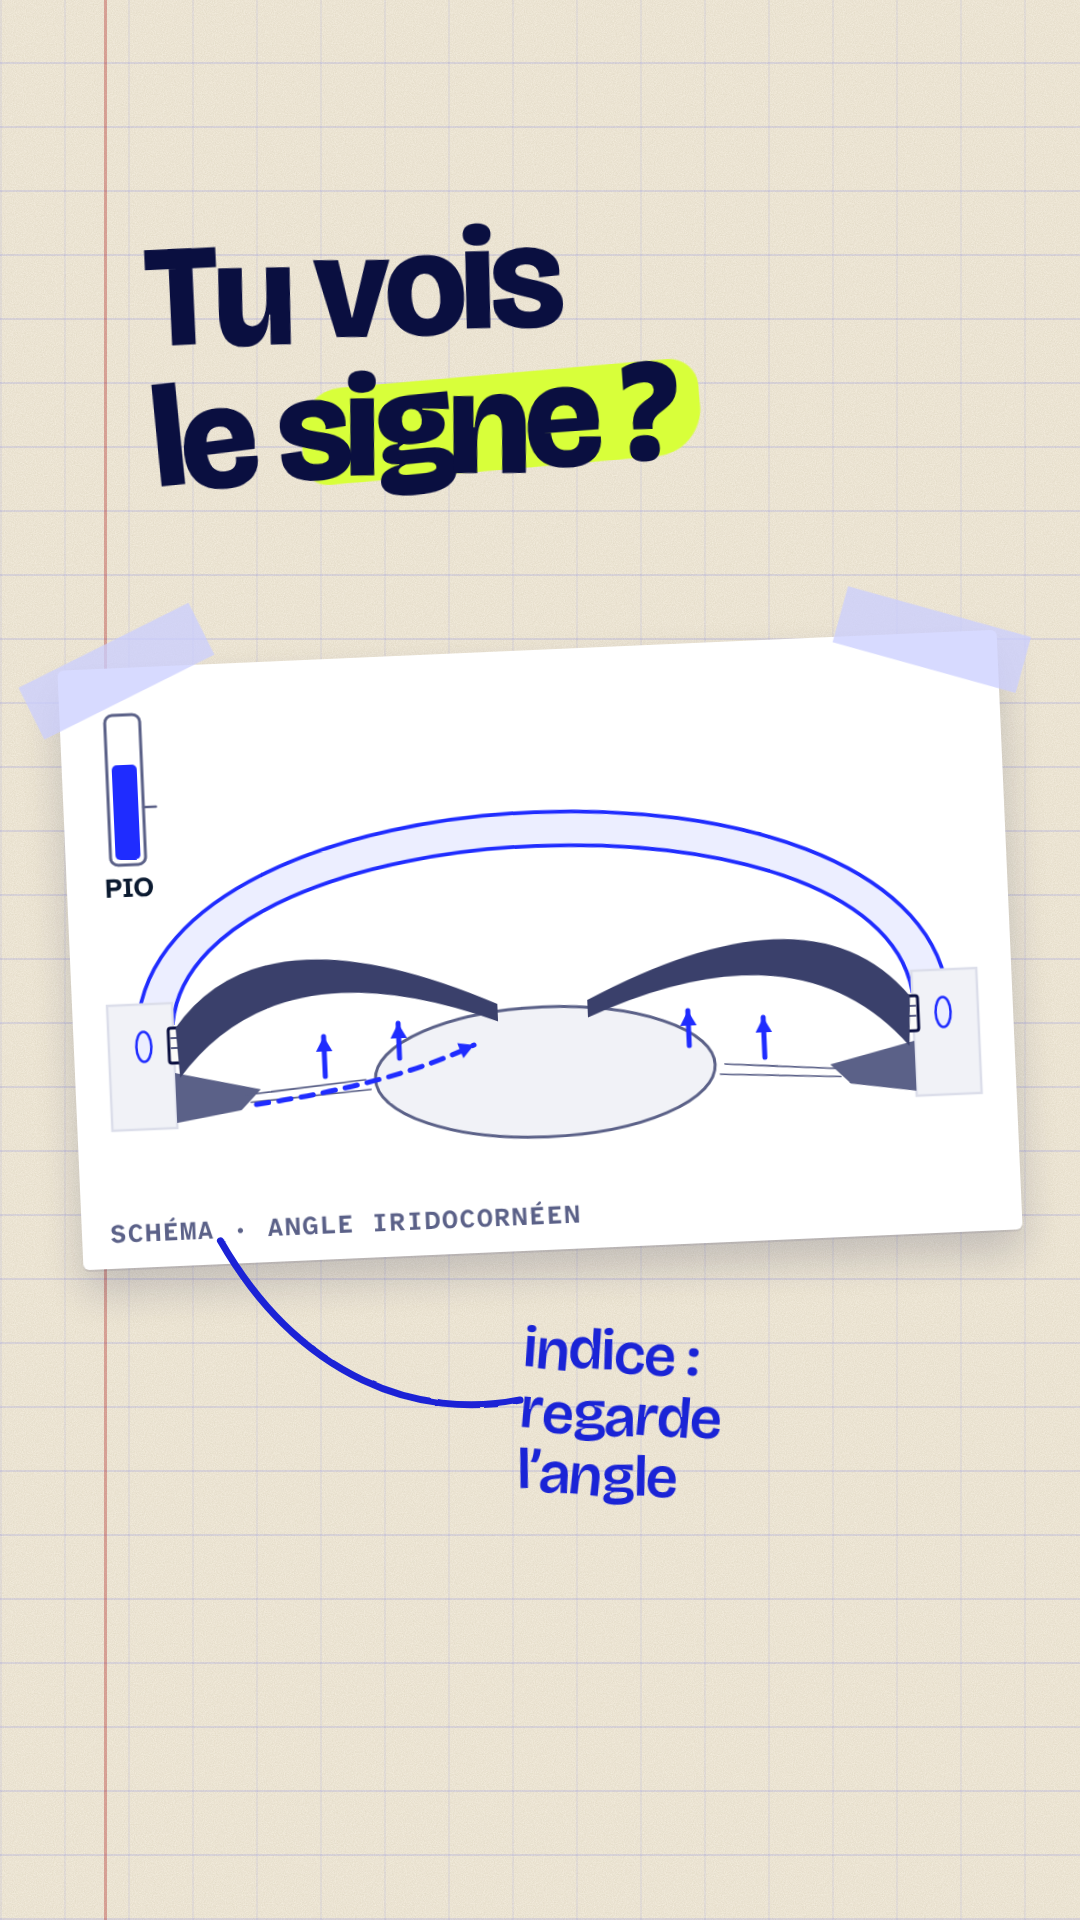 Tu vois
le signe ?
PIO
SCHÉMA · ANGLE IRIDOCORNÉEN
indice :
regarde
l'angle